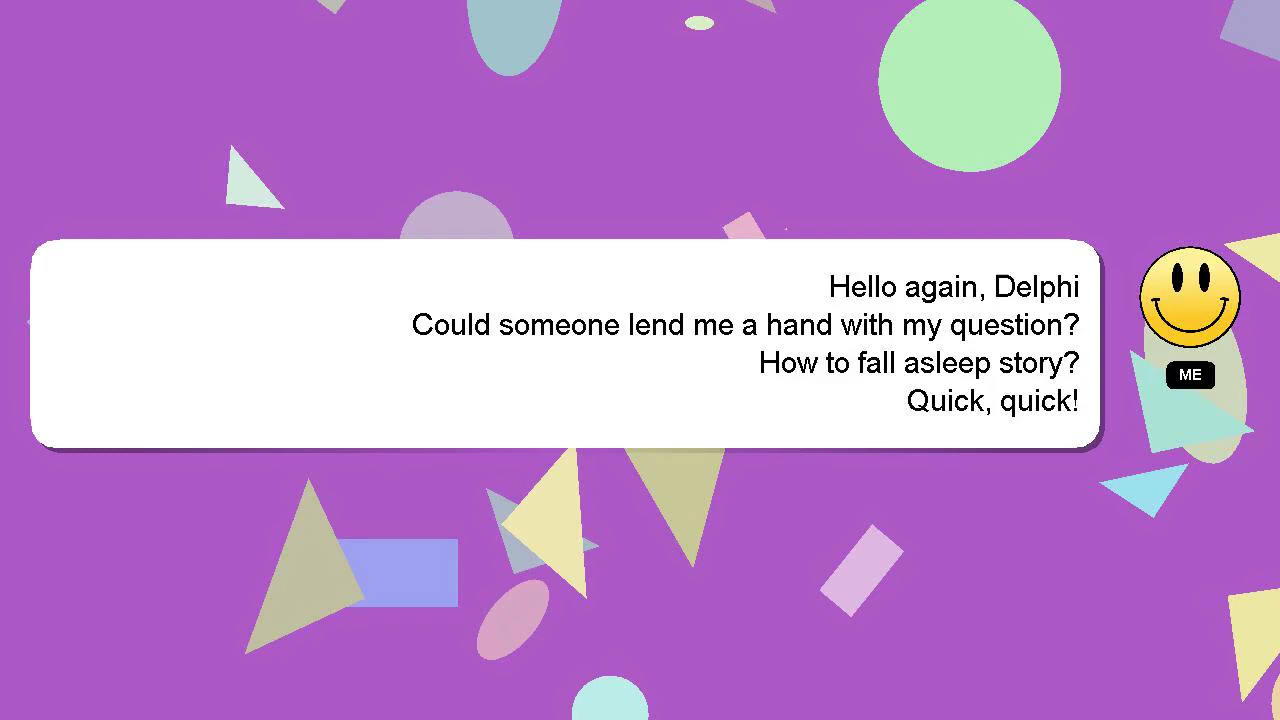 Hello again, Delphi
Could someone lend me a hand with my question?
How to fall asleep story?
Quick, quick!
ME